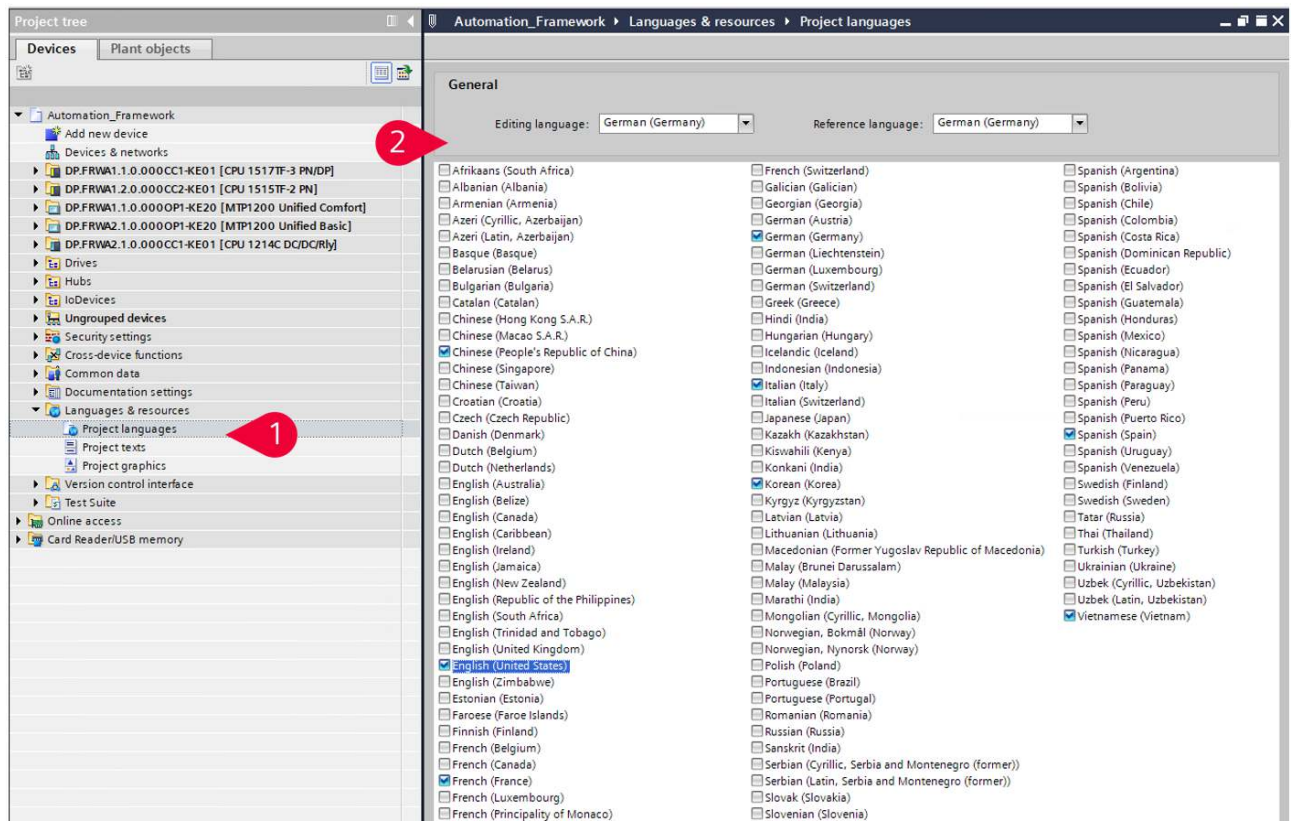 Project tree
Devices
Plant objects
Automation_Framework
Add new device
Devices & networks
DP.FRWA1.1.0.000CC1-KE01 [CPU 1517TF-3 PN/DP]
DP.FRWA1.2.0.000CC2-KE01 [CPU 1515TF-2 PN]
DP.FRWA1.1.0.000OP1-KE20 [MTP1200 Unified Comfort]
DP.FRWA2.1.0.000OP1-KE20 [MTP1200 Unified Basic]
DP.FRWA2.1.0.000CC1-KE01 [CPU 1214C DC/DC/Rly]
Drives
Hubs
IoDevices
Ungrouped devices
Security settings
Cross-device functions
Common data
Documentation settings
Languages & resources
Project languages
1
Project texts
Project graphics
Version control interface
Test Suite
Online access
Card Reader/USB memory
Automation_Framework Languages & resources Project languages
General
Editing language: German (Germany)
Reference language: German (Germany)
2
Afrikaans (South Africa)
Albanian (Albania)
Armenian (Armenia)
Azeri (Cyrillic, Azerbaijan)
Azeri (Latin, Azerbaijan)
Basque (Basque)
Belarusian (Belarus)
Bulgarian (Bulgaria)
Catalan (Catalan)
Chinese (Hong Kong S.A.R.)
Chinese (Macao S.A.R.)
Chinese (People's Republic of China)
Chinese (Singapore)
Chinese (Taiwan)
Croatian (Croatia)
Czech (Czech Republic)
Danish (Denmark)
Dutch (Belgium)
Dutch (Netherlands)
English (Australia)
English (Belize)
English (Canada)
English (Caribbean)
English (Ireland)
English (Jamaica)
English (New Zealand)
English (Republic of the Philippines)
English (South Africa)
English (Trinidad and Tobago)
English (United Kingdom)
English (United States)
English (Zimbabwe)
Estonian (Estonia)
Faroese (Faroe Islands)
Finnish (Finland)
French (Belgium)
French (Canada)
French (France)
French (Luxembourg)
French (Principality of Monaco)
French (Switzerland)
Galician (Galician)
Georgian (Georgia)
German (Austria)
German (Germany)
German (Liechtenstein)
German (Luxembourg)
German (Switzerland)
Greek (Greece)
Hindi (India)
Hungarian (Hungary)
Icelandic (Iceland)
Indonesian (Indonesia)
Italian (Italy)
Italian (Switzerland)
Japanese (Japan)
Kazakh (Kazakhstan)
Kiswahili (Kenya)
Konkani (India)
Korean (Korea)
Kyrgyz (Kyrgyzstan)
Latvian (Latvia)
Lithuanian (Lithuania)
Macedonian (Former Yugoslav Republic of Macedonia)
Malay (Brunei Darussalam)
Malay (Malaysia)
Marathi (India)
Mongolian (Cyrillic, Mongolia)
Norwegian, Bokmål (Norway)
Norwegian, Nynorsk (Norway)
Polish (Poland)
Portuguese (Brazil)
Portuguese (Portugal)
Romanian (Romania)
Russian (Russia)
Sanskrit (India)
Serbian (Cyrillic, Serbia and Montenegro (former))
Serbian (Latin, Serbia and Montenegro (former))
Slovak (Slovakia)
Slovenian (Slovenia)
Spanish (Argentina)
Spanish (Bolivia)
Spanish (Chile)
Spanish (Colombia)
Spanish (Costa Rica)
Spanish (Dominican Republic)
Spanish (Ecuador)
Spanish (El Salvador)
Spanish (Guatemala)
Spanish (Honduras)
Spanish (Mexico)
Spanish (Nicaragua)
Spanish (Panama)
Spanish (Paraguay)
Spanish (Peru)
Spanish (Puerto Rico)
Spanish (Spain)
Spanish (Uruguay)
Spanish (Venezuela)
Swedish (Finland)
Swedish (Sweden)
Tatar (Russia)
Thai (Thailand)
Turkish (Turkey)
Ukrainian (Ukraine)
Uzbek (Cyrillic, Uzbekistan)
Uzbek (Latin, Uzbekistan)
Vietnamese (Vietnam)